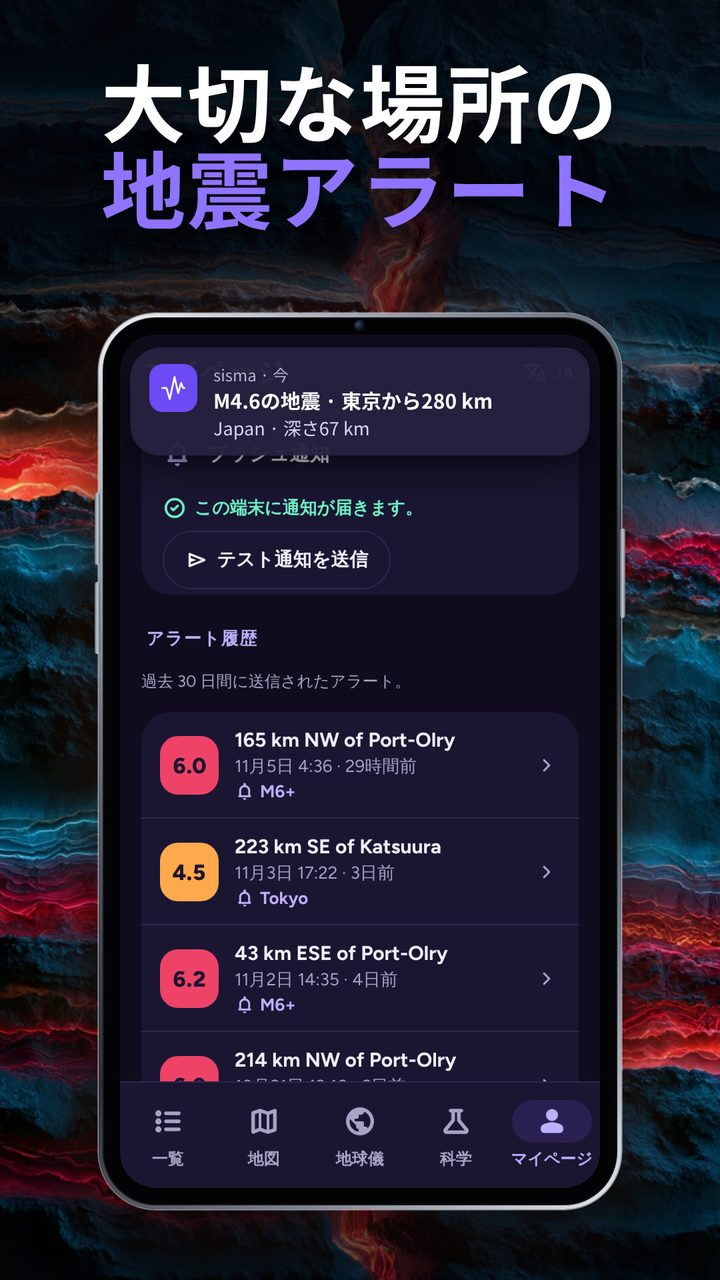 大切な場所の
地震アラート
sisma · 今
M4.6の地震・東京から280 km
Japan · 深さ67 km
JA
プッシュ通知
この端末に通知が届きます。
テスト通知を送信
アラート履歴
過去 30 日間に送信されたアラート。
6.0
165 km NW of Port-Olry
11月5日 4:36 · 29時間前
M6+
4.5
223 km SE of Katsuura
11月3日 17:22 · 3日前
Tokyo
6.2
43 km ESE of Port-Olry
11月2日 14:35 · 4日前
M6+
214 km NW of Port-Olry
一覧
地図
地球儀
科学
マイページ